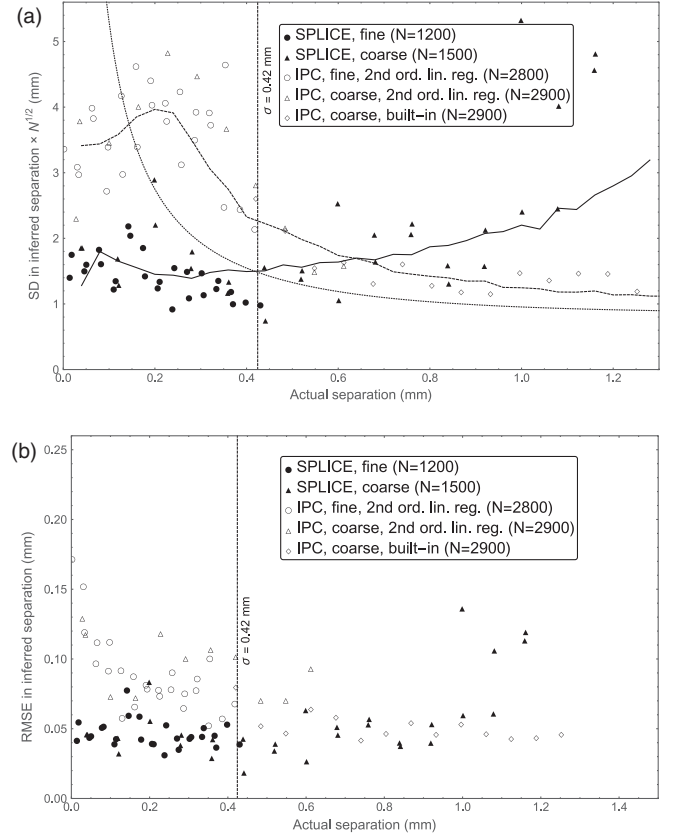 (a)
SPLICE, fine (N=1200)
SPLICE, coarse (N=1500)
IPC, fine, 2nd ord. lin. reg. (N=2800)
IPC, coarse, 2nd ord. lin. reg. (N=2900)
IPC, coarse, built-in (N=2900)
σ = 0.42 mm
SD in inferred separation × N^1/2 (mm)
5
4
3
2
1
0
0.0 0.2 0.4 0.6 0.8 1.0 1.2
Actual separation (mm)
(b)
SPLICE, fine (N=1200)
SPLICE, coarse (N=1500)
IPC, fine, 2nd ord. lin. reg. (N=2800)
IPC, coarse, 2nd ord. lin. reg. (N=2900)
IPC, coarse, built-in (N=2900)
σ = 0.42 mm
RMSE in inferred separation (mm)
0.25
0.20
0.15
0.10
0.05
0.00
0.0 0.2 0.4 0.6 0.8 1.0 1.2 1.4
Actual separation (mm)